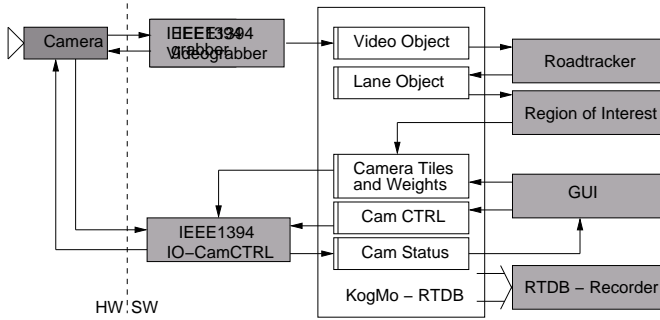 Camera
IEEE1394
grabber
Videograbber
Video Object
Lane Object
Roadtracker
Region of Interest
Camera Tiles
and Weights
Cam CTRL
Cam Status
GUI
IEEE1394
IO−CamCTRL
HW
SW
KogMo − RTDB
RTDB − Recorder